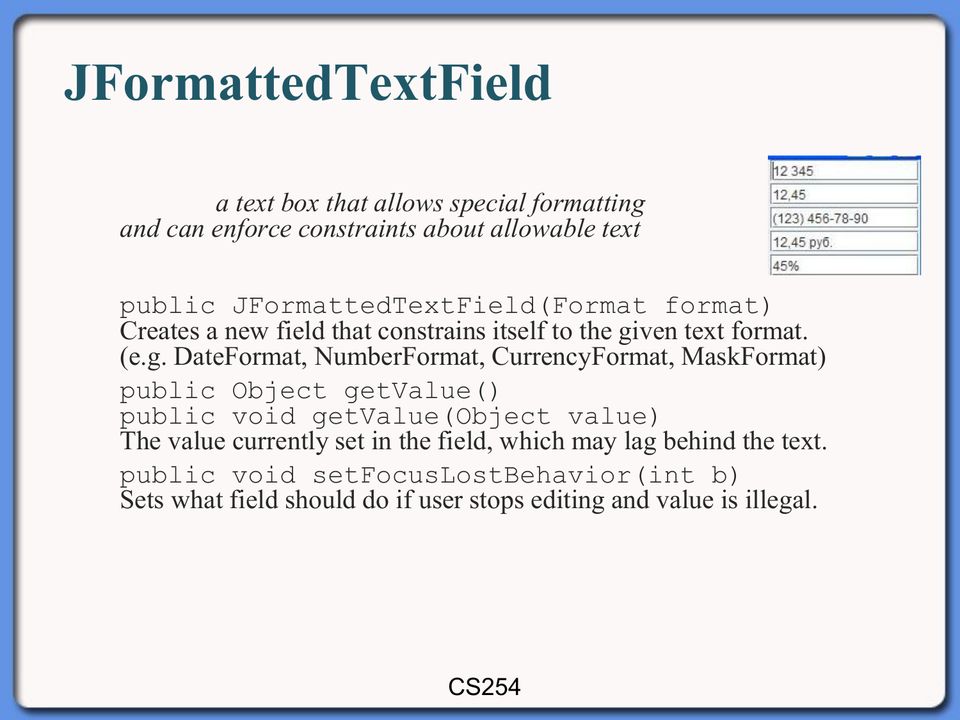 JFormattedTextField
a text box that allows special formatting
and can enforce constraints about allowable text
12 345
12,45
(123) 456-78-90
12,45 руб.
45%
public JFormattedTextField(Format format)
Creates a new field that constrains itself to the given text format.
(e.g. DateFormat, NumberFormat, CurrencyFormat, MaskFormat)
public Object getValue()
public void getValue(Object value)
The value currently set in the field, which may lag behind the text.
public void setFocusLostBehavior(int b)
Sets what field should do if user stops editing and value is illegal.
CS254